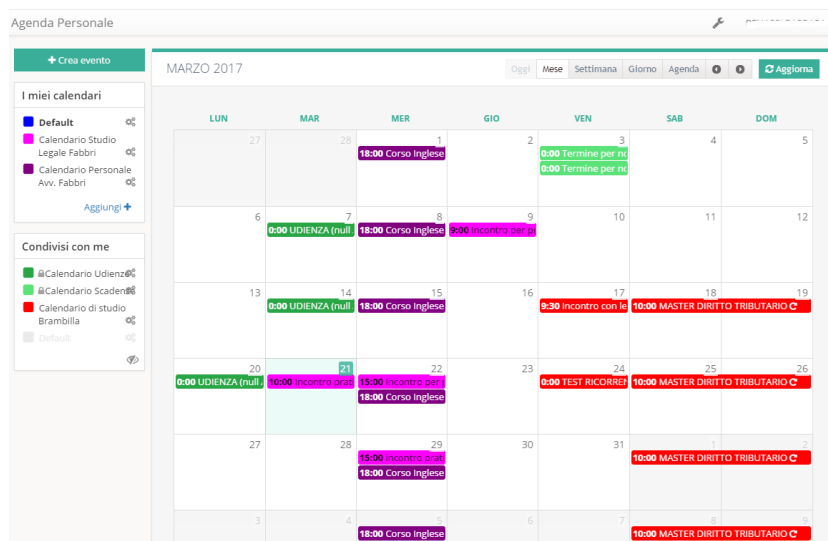 Agenda Personale
+ Crea evento
I miei calendari
Default
Calendario Studio
Legale Fabbri
Calendario Personale
Avv. Fabbri
Aggiungi +
Condivisi con me
Calendario Udienze
Calendario Scaden
Calendario di studio
Brambilla
Default
MARZO 2017
Oggi Mese Settimana Giorno Agenda Aggiorna
LUN MAR MER GIO VEN SAB DOM
27 28 1 2 3 4 5
18:00 Corso Inglese 0:00 Termine per no
0:00 Termine per no
6 7 8 9 10 11 12
0:00 UDIENZA (null 18:00 Corso Inglese 9:00 Incontro per p
13 14 15 16 17 18 19
0:00 UDIENZA (null 18:00 Corso Inglese 9:30 Incontro con le 10:00 MASTER DIRITTO TRIBUTARIO
20 21 22 23 24 25 26
0:00 UDIENZA (null 10:00 Incontro prat 15:00 Incontro per 0:00 TEST RICORREN 10:00 MASTER DIRITTO TRIBUTARIO
18:00 Corso Inglese
27 28 29 30 31 1 2
15:00 Incontro prat 10:00 MASTER DIRITTO TRIBUTARIO
18:00 Corso Inglese
3 4 5 6 7 8 9
18:00 Corso Inglese 10:00 MASTER DIRITTO TRIBUTARIO